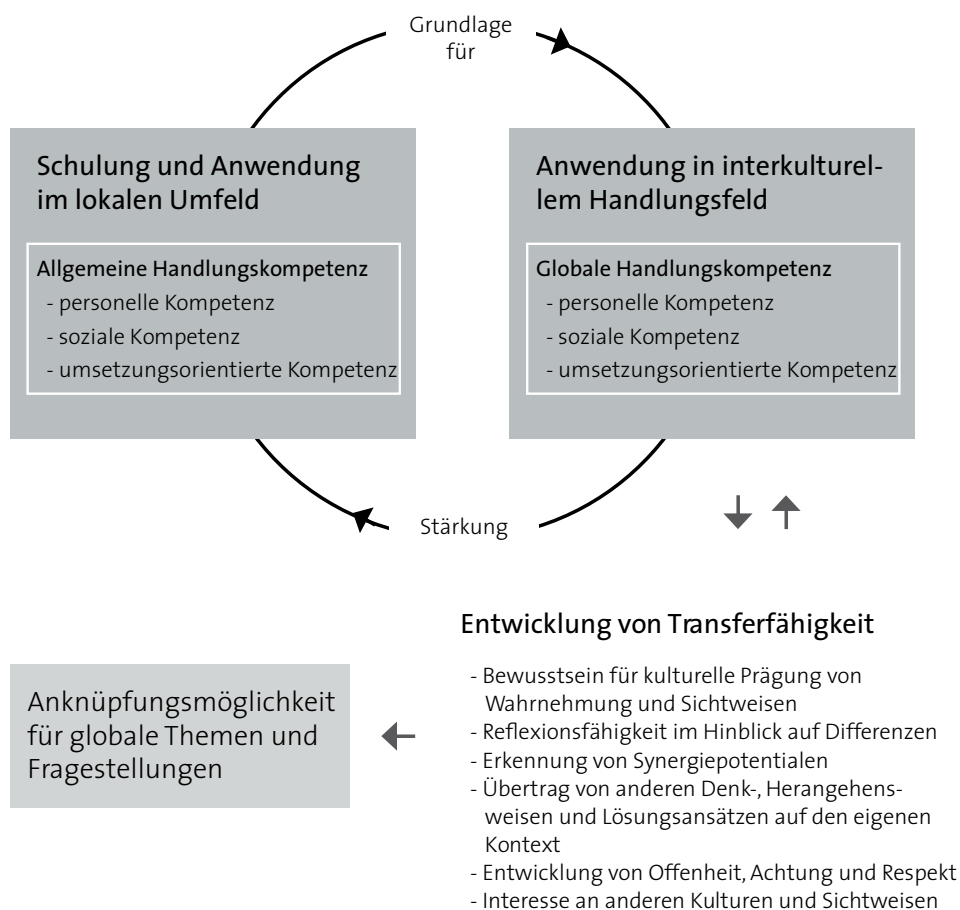 Grundlage
für
Schulung und Anwendung
im lokalen Umfeld
Allgemeine Handlungskompetenz
- personelle Kompetenz
- soziale Kompetenz
- umsetzungsorientierte Kompetenz
Anwendung in interkulturel-
lem Handlungsfeld
Globale Handlungskompetenz
- personelle Kompetenz
- soziale Kompetenz
- umsetzungsorientierte Kompetenz
Stärkung
Entwicklung von Transferfähigkeit
- Bewusstsein für kulturelle Prägung von
Wahrnehmung und Sichtweisen
- Reflexionsfähigkeit im Hinblick auf Differenzen
- Erkennung von Synergiepotentialen
- Übertrag von anderen Denk-, Herangehens-
weisen und Lösungsansätzen auf den eigenen
Kontext
- Entwicklung von Offenheit, Achtung und Respekt
- Interesse an anderen Kulturen und Sichtweisen
Anknüpfungsmöglichkeit
für globale Themen und
Fragestellungen